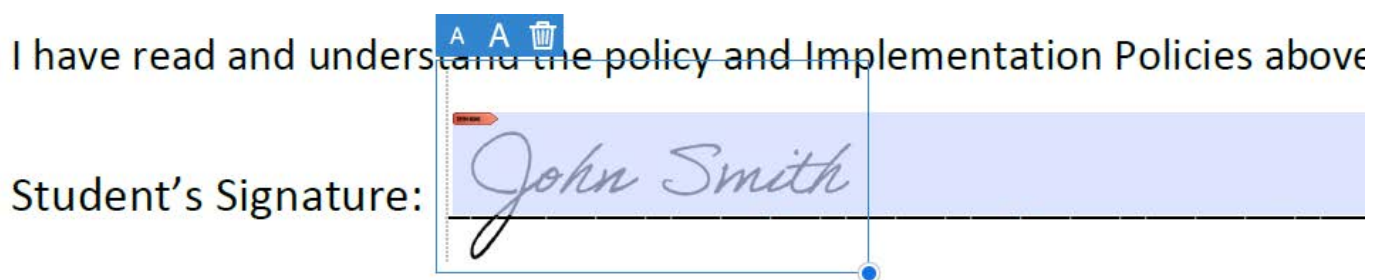 A A
I have read and understand the policy and Implementation Policies above
Student's Signature: John Smith